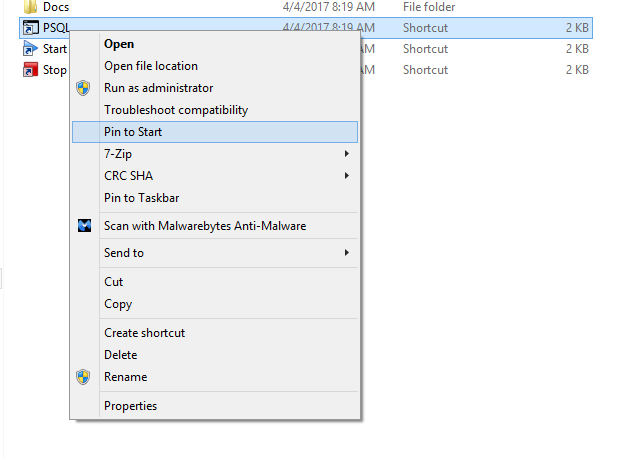 Docs 4/4/2017 8:19 AM File folder
PSQL 4/4/2017 8:19 AM Shortcut 2 KB
Start AM Shortcut 2 KB
Stop AM Shortcut 2 KB
Open
Open file location
Run as administrator
Troubleshoot compatibility
Pin to Start
7-Zip
CRC SHA
Pin to Taskbar
Scan with Malwarebytes Anti-Malware
Send to
Cut
Copy
Create shortcut
Delete
Rename
Properties